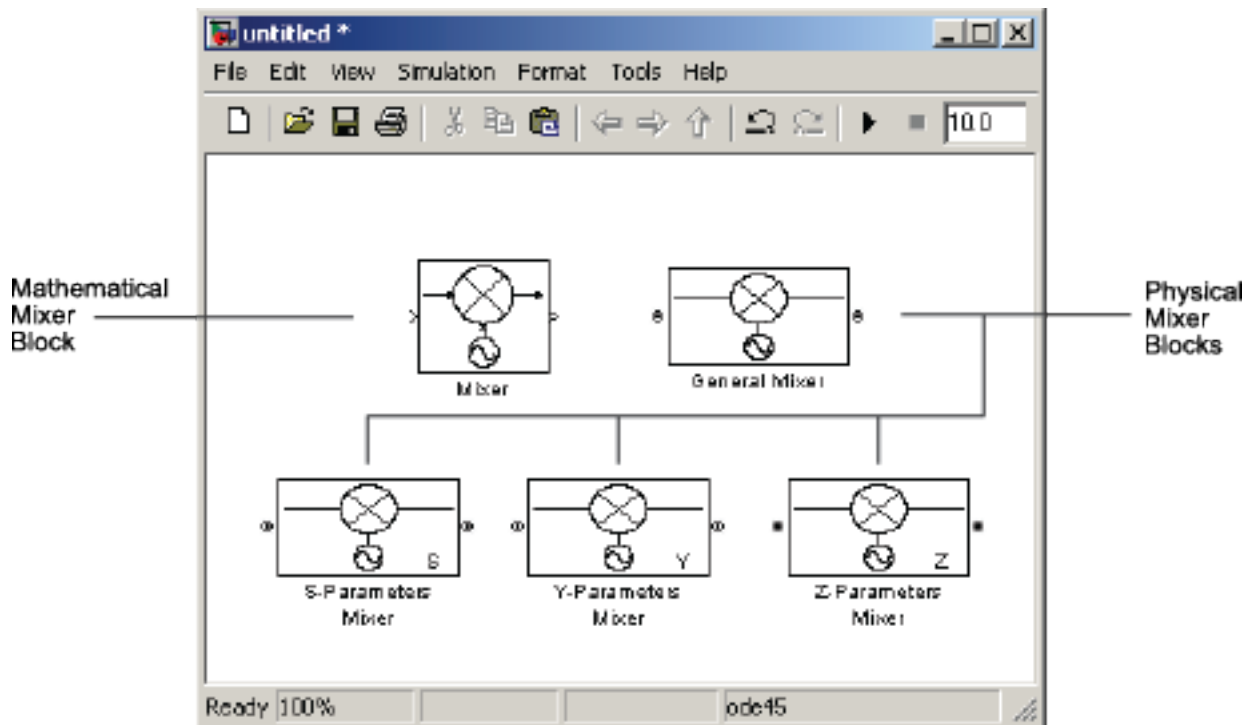 untitled *
File Edit View Simulation Format Tools Help
10.0
Mathematical
Mixer
Block
Physical
Mixer
Blocks
Mixer
General Mixer
S
Y
Z
S-Parameters
Mixer
Y-Parameters
Mixer
Z-Parameters
Mixer
Ready 100% ode45